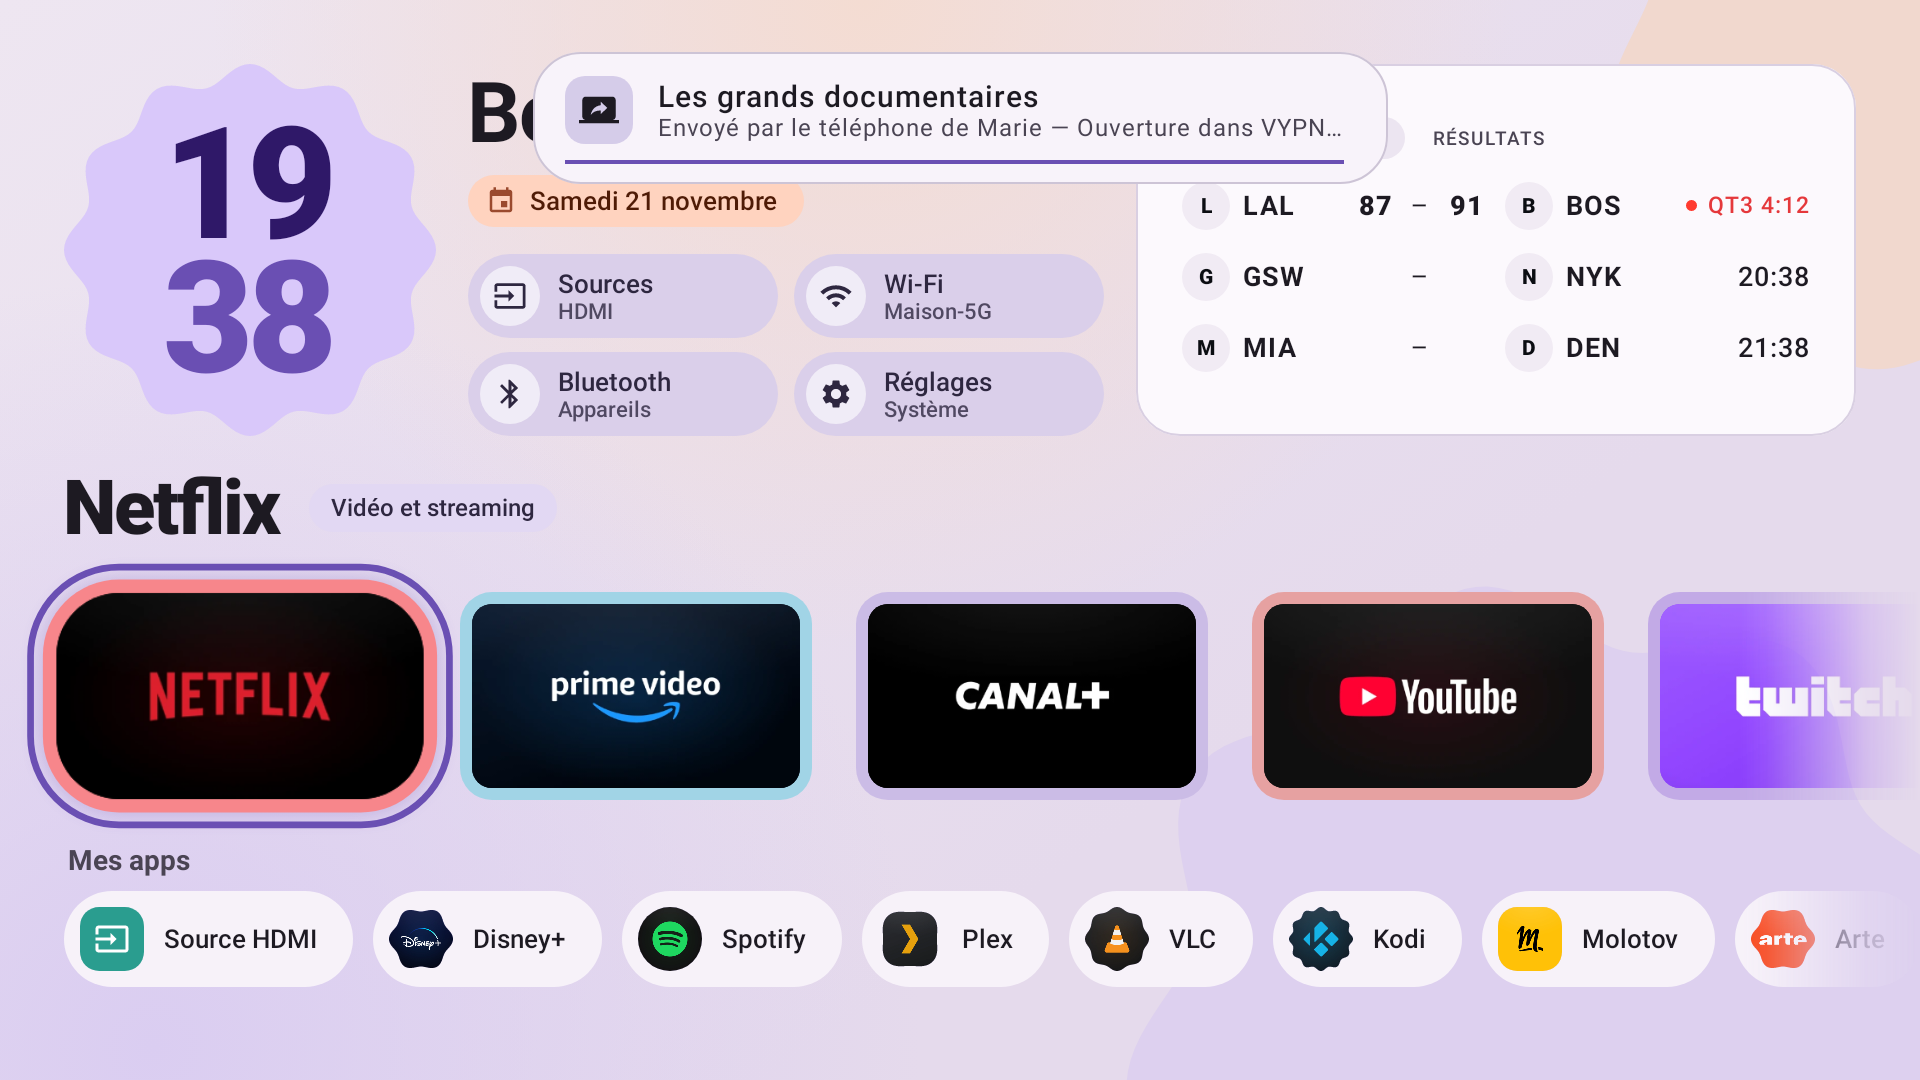 19
38
Les grands documentaires
Envoyé par le téléphone de Marie — Ouverture dans VYPN…
Samedi 21 novembre
Sources
HDMI
Wi-Fi
Maison-5G
Bluetooth
Appareils
Réglages
Système
RÉSULTATS
L LAL 87 – 91 B BOS QT3 4:12
G GSW – N NYK 20:38
M MIA – D DEN 21:38
Netflix
Vidéo et streaming
NETFLIX
prime video
CANAL+
YouTube
twitch
Mes apps
Source HDMI
Disney+
Disney+
Spotify
Plex
VLC
Kodi
M.
Molotov
arte
Arte